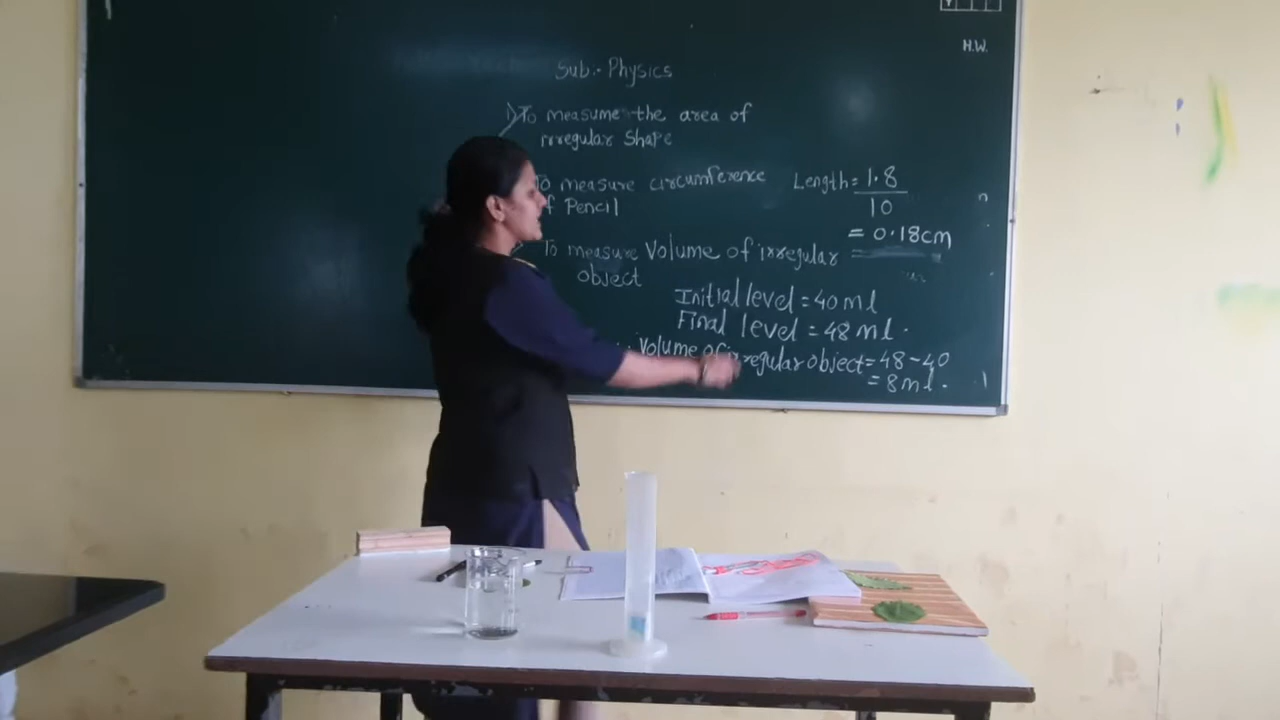 H.W.
Sub:- Physics
1) To measure the area of
irregular Shape
To measure circumference
of Pencil
Length = 1.8
10
= 0.18cm
To measure Volume of irregular
object
Initial level = 40 ml
Final level = 48 ml.
Volume of irregular object = 48 - 40
= 8 ml.